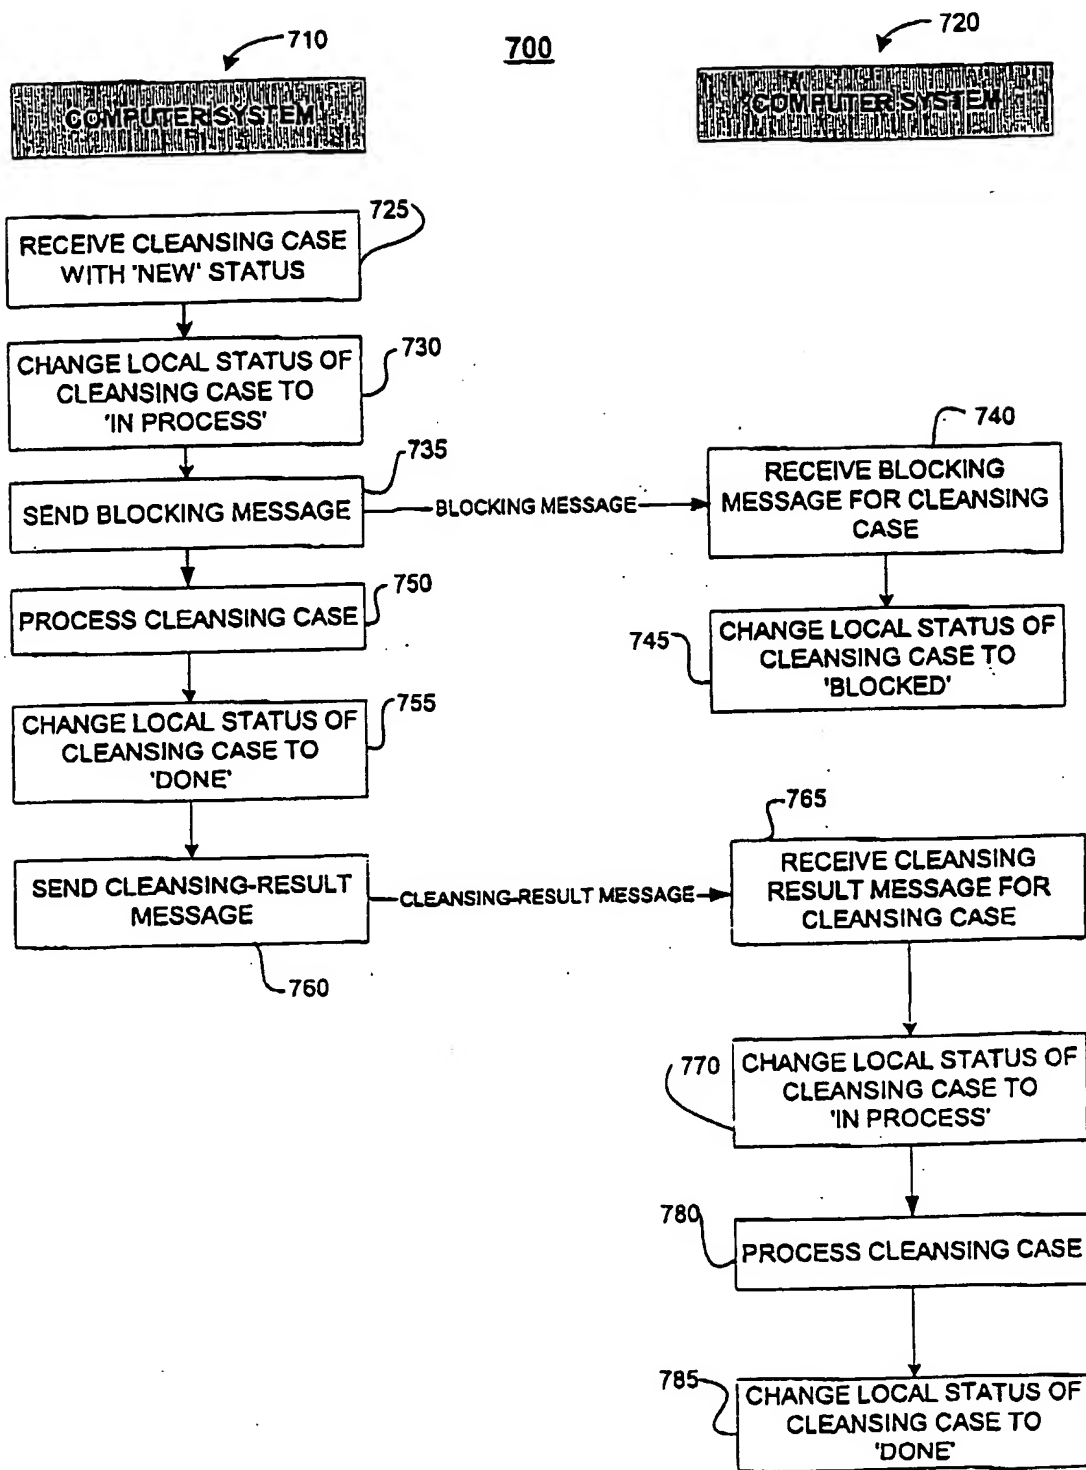 710
700
720
COMPUTER SYSTEM
COMPUTER SYSTEM
725
RECEIVE CLEANSING CASE
WITH 'NEW' STATUS
730
CHANGE LOCAL STATUS OF
CLEANSING CASE TO
'IN PROCESS'
735
SEND BLOCKING MESSAGE
BLOCKING MESSAGE
740
RECEIVE BLOCKING
MESSAGE FOR CLEANSING
CASE
750
PROCESS CLEANSING CASE
745
CHANGE LOCAL STATUS OF
CLEANSING CASE TO
'BLOCKED'
755
CHANGE LOCAL STATUS OF
CLEANSING CASE TO
'DONE'
SEND CLEANSING-RESULT
MESSAGE
760
CLEANSING-RESULT MESSAGE
765
RECEIVE CLEANSING
RESULT MESSAGE FOR
CLEANSING CASE
770
CHANGE LOCAL STATUS OF
CLEANSING CASE TO
'IN PROCESS'
780
PROCESS CLEANSING CASE
785
CHANGE LOCAL STATUS OF
CLEANSING CASE TO
'DONE'